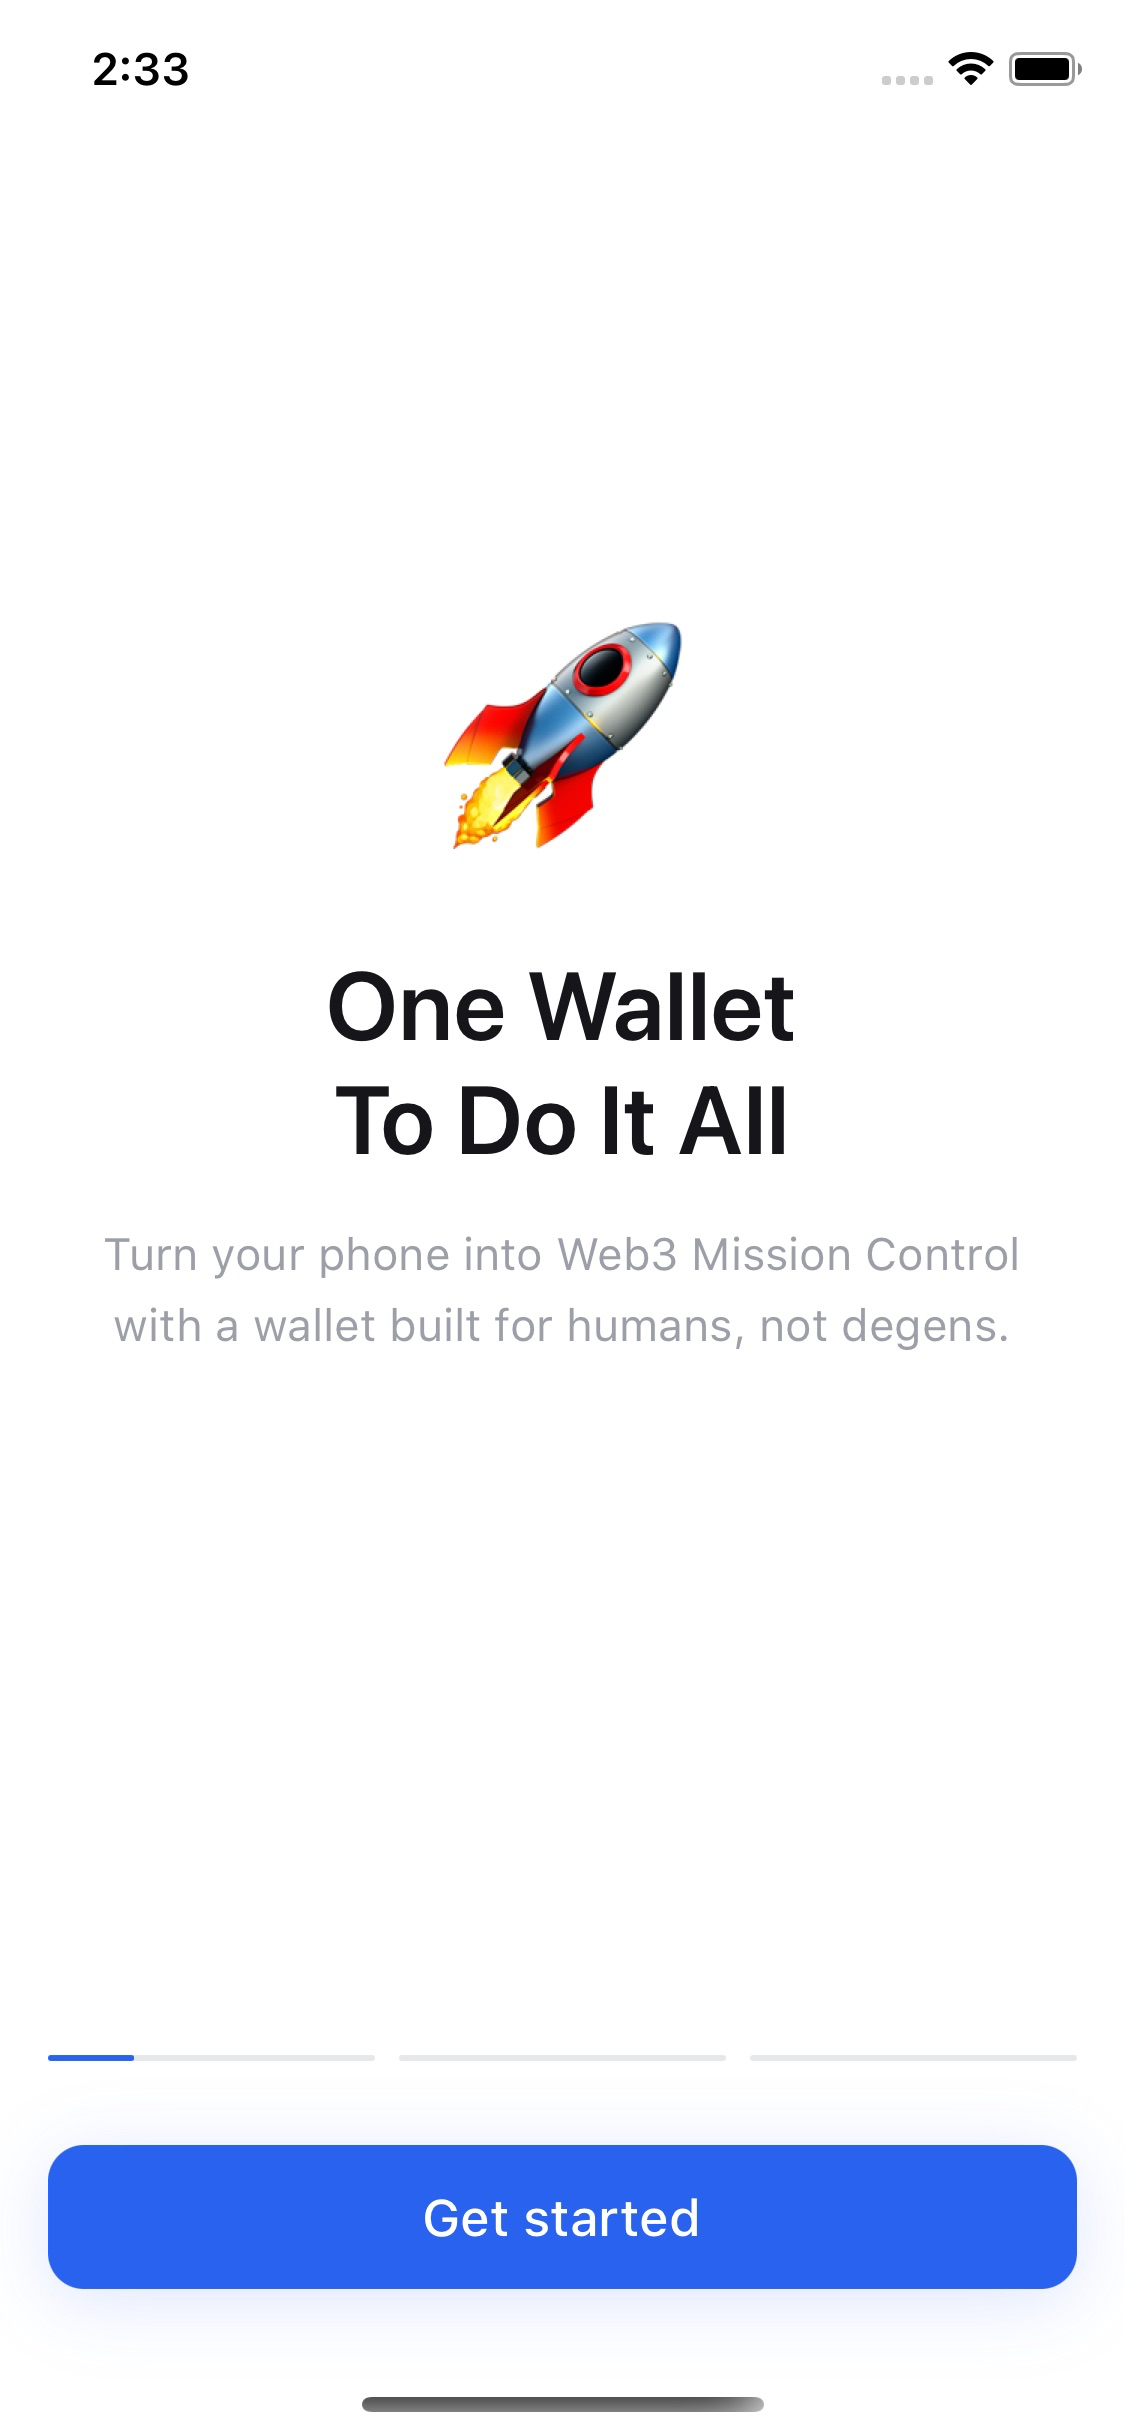 2:33
One Wallet
To Do It All
Turn your phone into Web3 Mission Control
with a wallet built for humans, not degens.
Get started